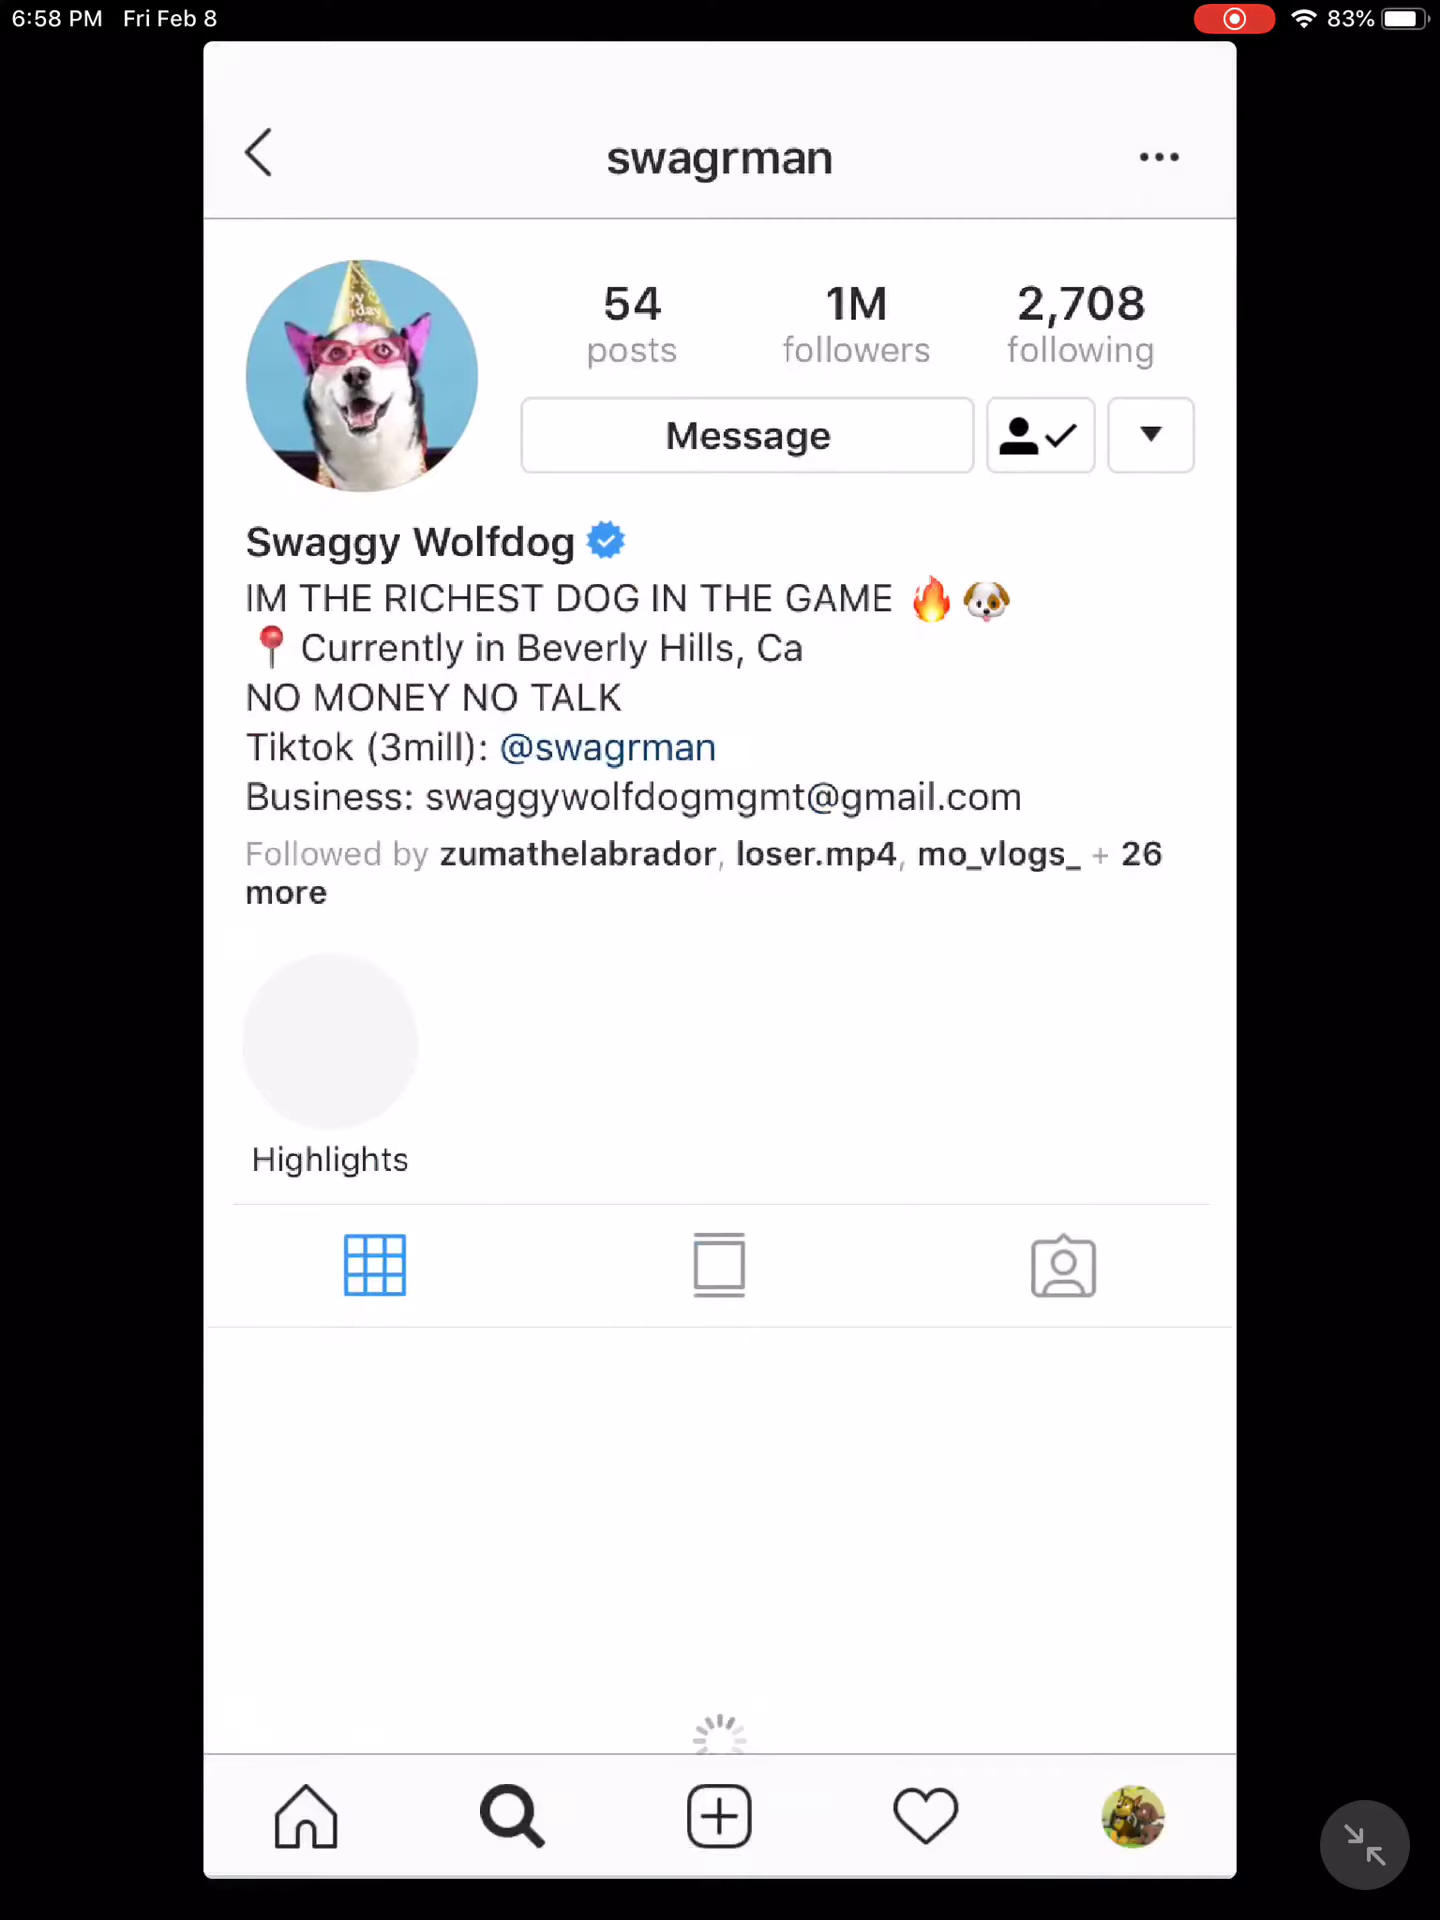 6:58 PM Fri Feb 8
83%
swagrman
54
posts
1M
followers
2,708
following
Message
Swaggy Wolfdog
IM THE RICHEST DOG IN THE GAME 🔥🐶
📍Currently in Beverly Hills, Ca
NO MONEY NO TALK
Tiktok (3mill): @swagrman
Business: swaggywolfdogmgmt@gmail.com
Followed by zumathelabrador, loser.mp4, mo_vlogs_ + 26
more
Highlights